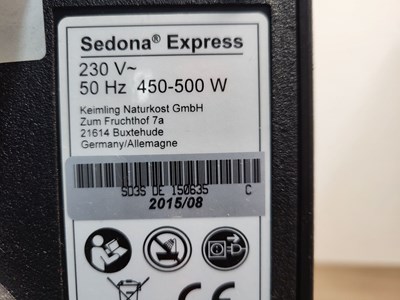 Sedona® Express
230 V~
50 Hz 450-500 W
Keimling Naturkost GmbH
Zum Fruchthof 7a
21614 Buxtehude
Germany/Allemagne
SD3S DE 150635 C
2015/08
CE